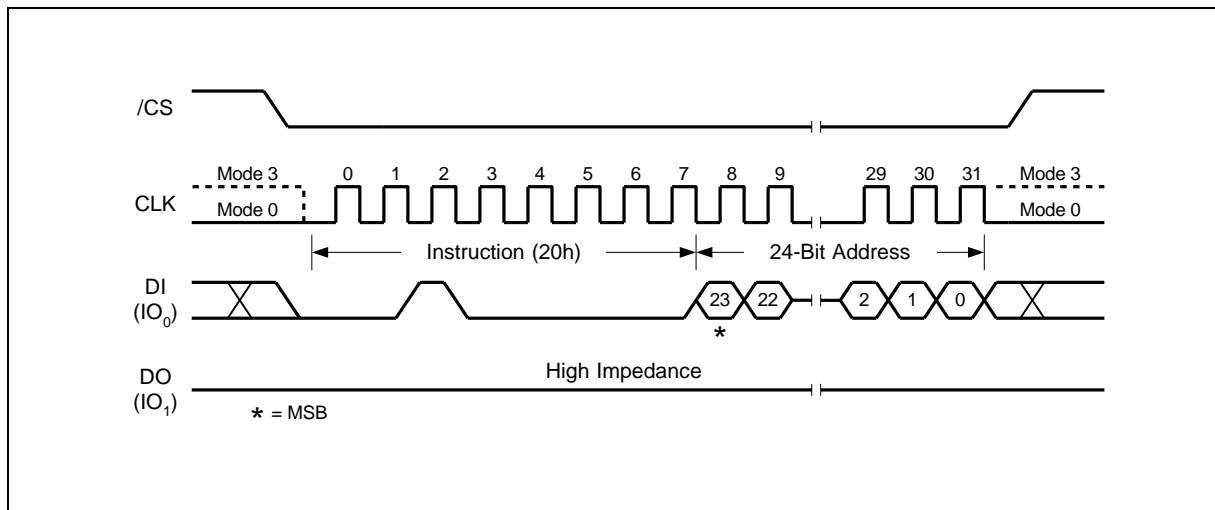 /CS
Mode 3 0 1 2 3 4 5 6 7 8 9 29 30 31 Mode 3
CLK
Mode 0 Mode 0
Instruction (20h) 24-Bit Address
DI
(IO0)
23 22 2 1 0
*
High Impedance
DO
(IO1)
* = MSB